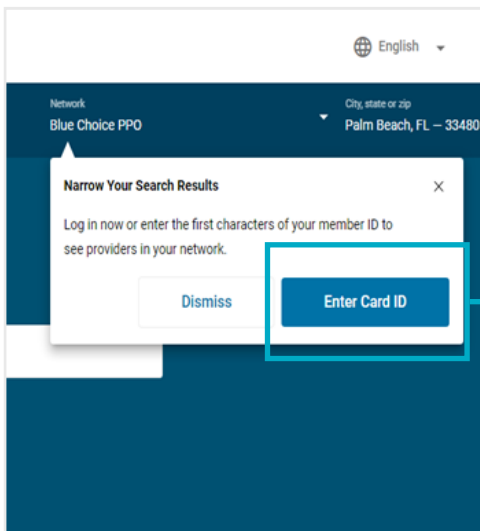 English
Network
City, state or zip
Blue Choice PPO
Palm Beach, FL – 33480
Narrow Your Search Results
Log in now or enter the first characters of your member ID to
see providers in your network.
Dismiss
Enter Card ID